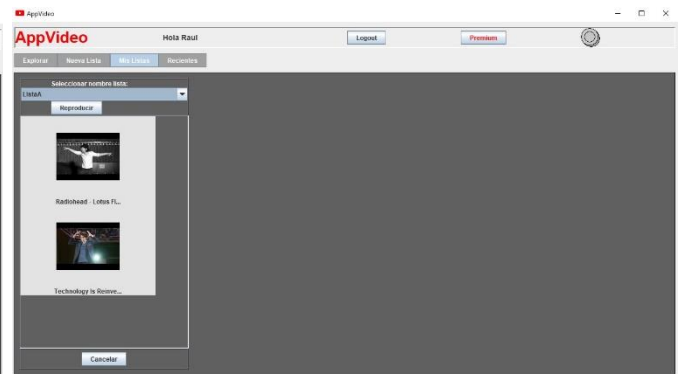 AppVideo
AppVideo Hola Raul Logout Premium
Explorar Nueva Lista Mis Listas Recientes
Seleccionar nombre lista:
ListaA
Reproducir
Radiohead - Lotus Fl...
Technology Is Reinve...
Cancelar